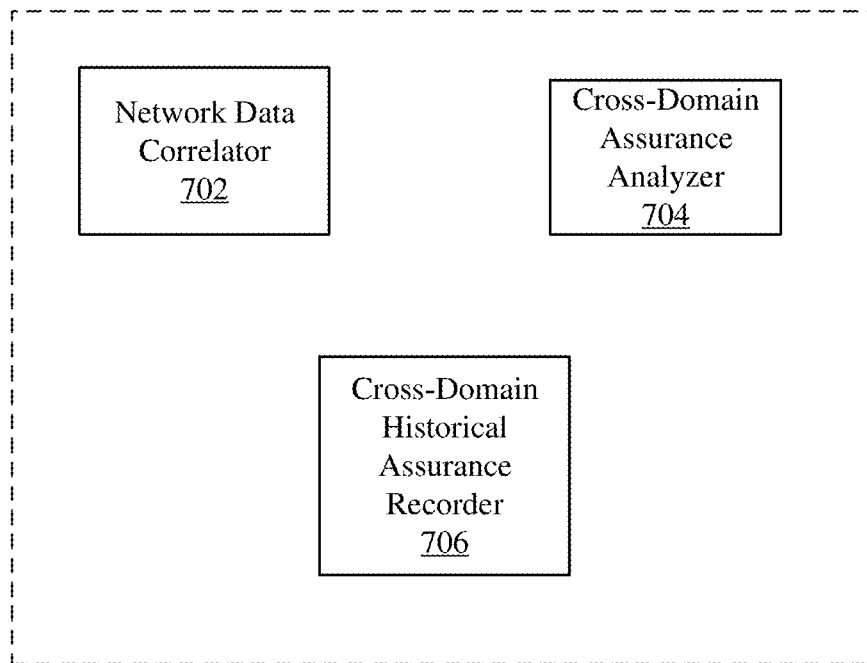 Network Data
Correlator
702
Cross-Domain
Assurance
Analyzer
704
Cross-Domain
Historical
Assurance
Recorder
706